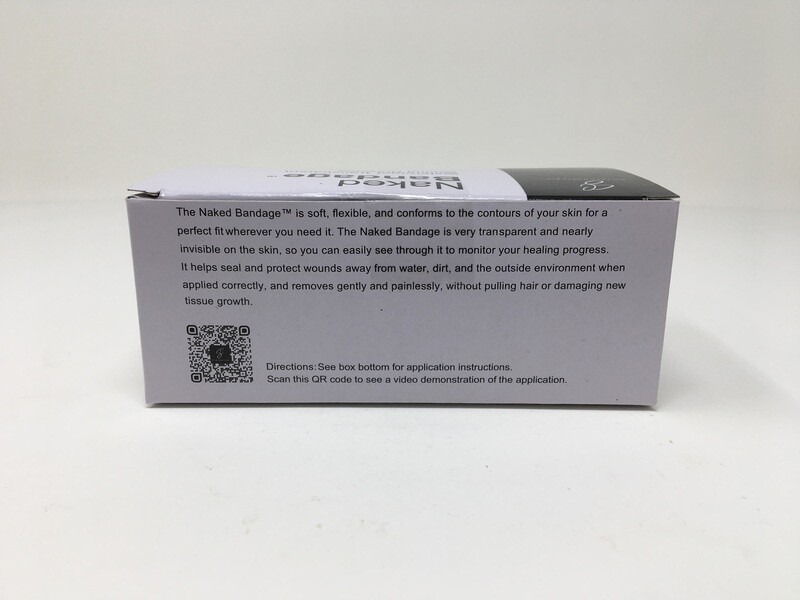 Naked
Bandage™
The Naked Bandage™ is soft, flexible, and conforms to the contours of your skin for a
perfect fit wherever you need it. The Naked Bandage is very transparent and nearly
invisible on the skin, so you can easily see through it to monitor your healing progress.
It helps seal and protect wounds away from water, dirt, and the outside environment when
applied correctly, and removes gently and painlessly, without pulling hair or damaging new
tissue growth.
Directions: See box bottom for application instructions.
Scan this QR code to see a video demonstration of the application.